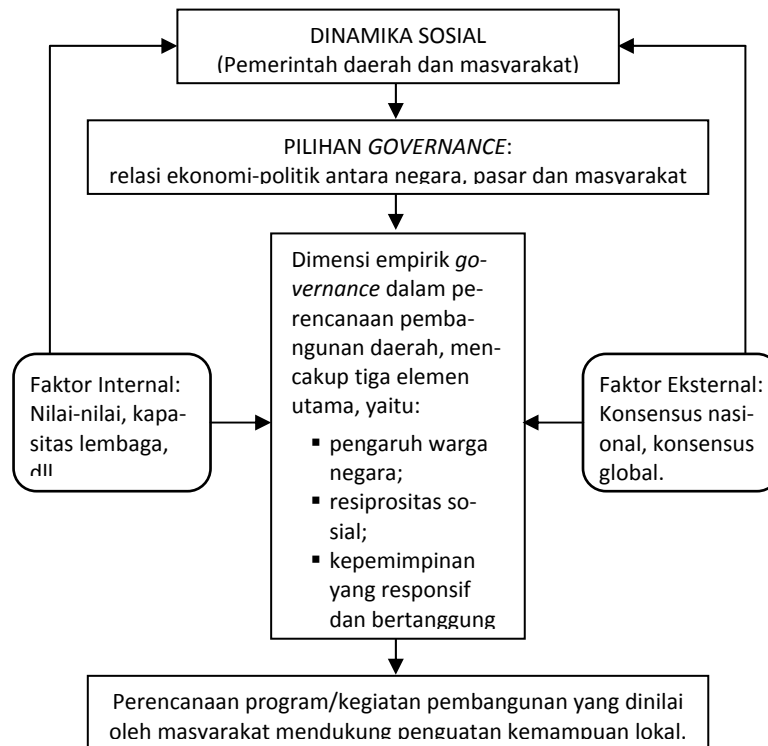 DINAMIKA SOSIAL
(Pemerintah daerah dan masyarakat)
PILIHAN GOVERNANCE:
relasi ekonomi-politik antara negara, pasar dan masyarakat
Dimensi empirik go-
vernance dalam pe-
rencanaan pemba-
ngunan daerah, men-
cakup tiga elemen
utama, yaitu:
▪ pengaruh warga
negara;
▪ resiprositas so-
sial;
▪ kepemimpinan
yang responsif
dan bertanggung
Faktor Internal:
Nilai-nilai, kapa-
sitas lembaga,
dll
Faktor Eksternal:
Konsensus nasi-
onal, konsensus
global.
Perencanaan program/kegiatan pembangunan yang dinilai
oleh masyarakat mendukung penguatan kemampuan lokal.